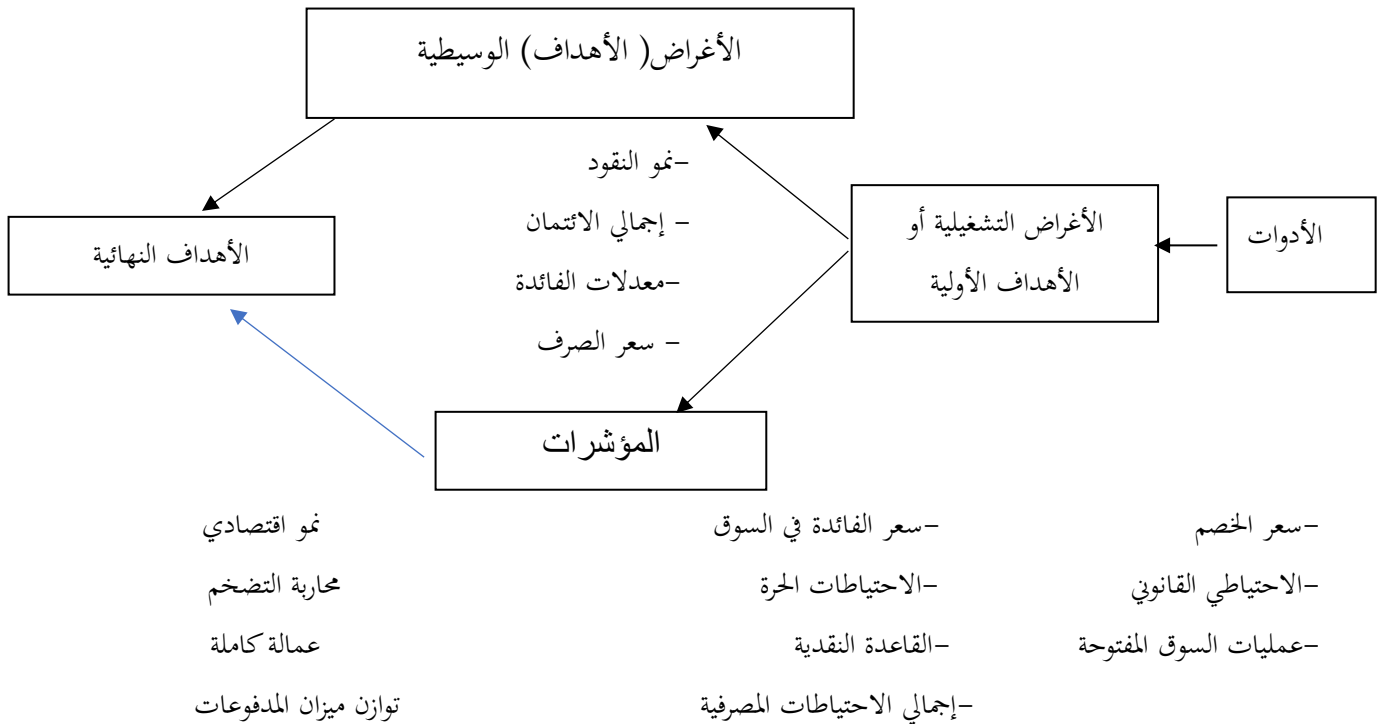 الأغراض( الأهداف) الوسيطية
الأدوات
الأغراض التشغيلية أو
الأهداف الأولية
–نمو النقود
– إجمالي الائتمان
–معدلات الفائدة
– سعر الصرف
الأهداف النهائية
المؤشرات
–سعر الخصم
–الاحتياطي القانوني
–عمليات السوق المفتوحة
–سعر الفائدة في السوق
–الاحتياطات الحرة
–القاعدة النقدية
–إجمالي الاحتياطات المصرفية
نمو اقتصادي
محاربة التضخم
عمالة كاملة
توازن ميزان المدفوعات